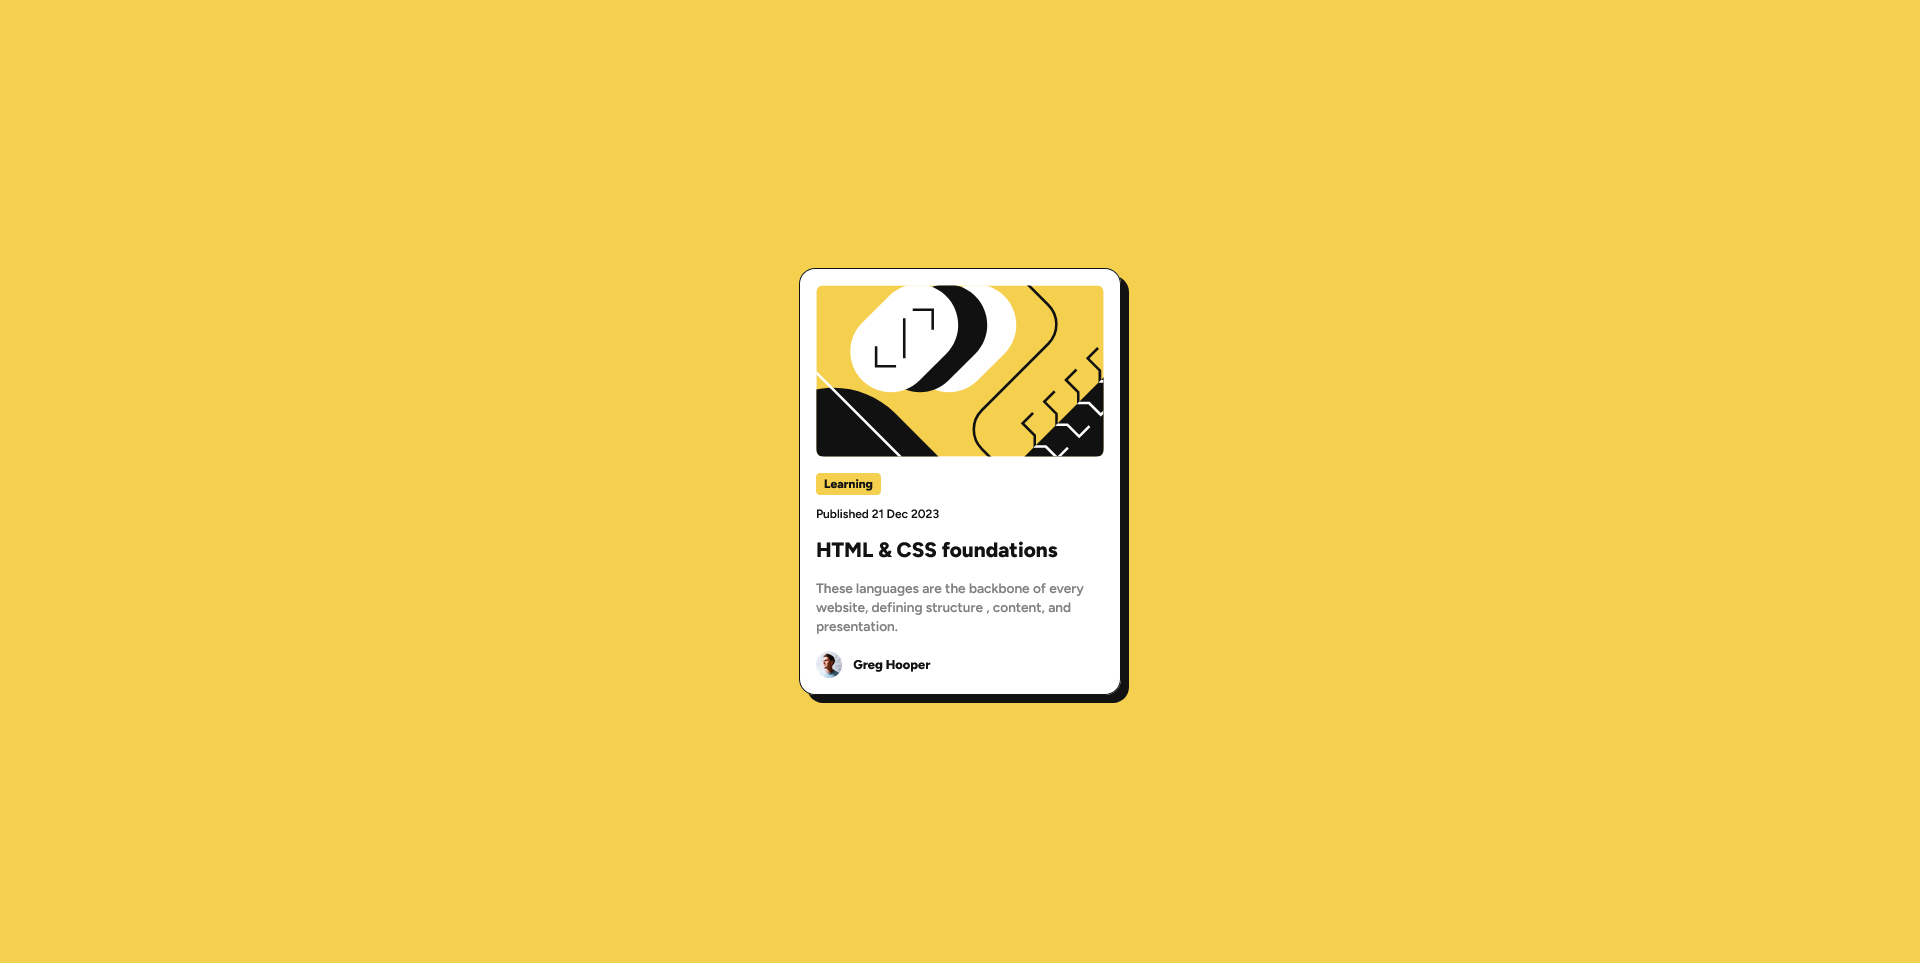 Learning
Published 21 Dec 2023
HTML & CSS foundations
These languages are the backbone of every
website, defining structure , content, and
presentation.
Greg Hooper